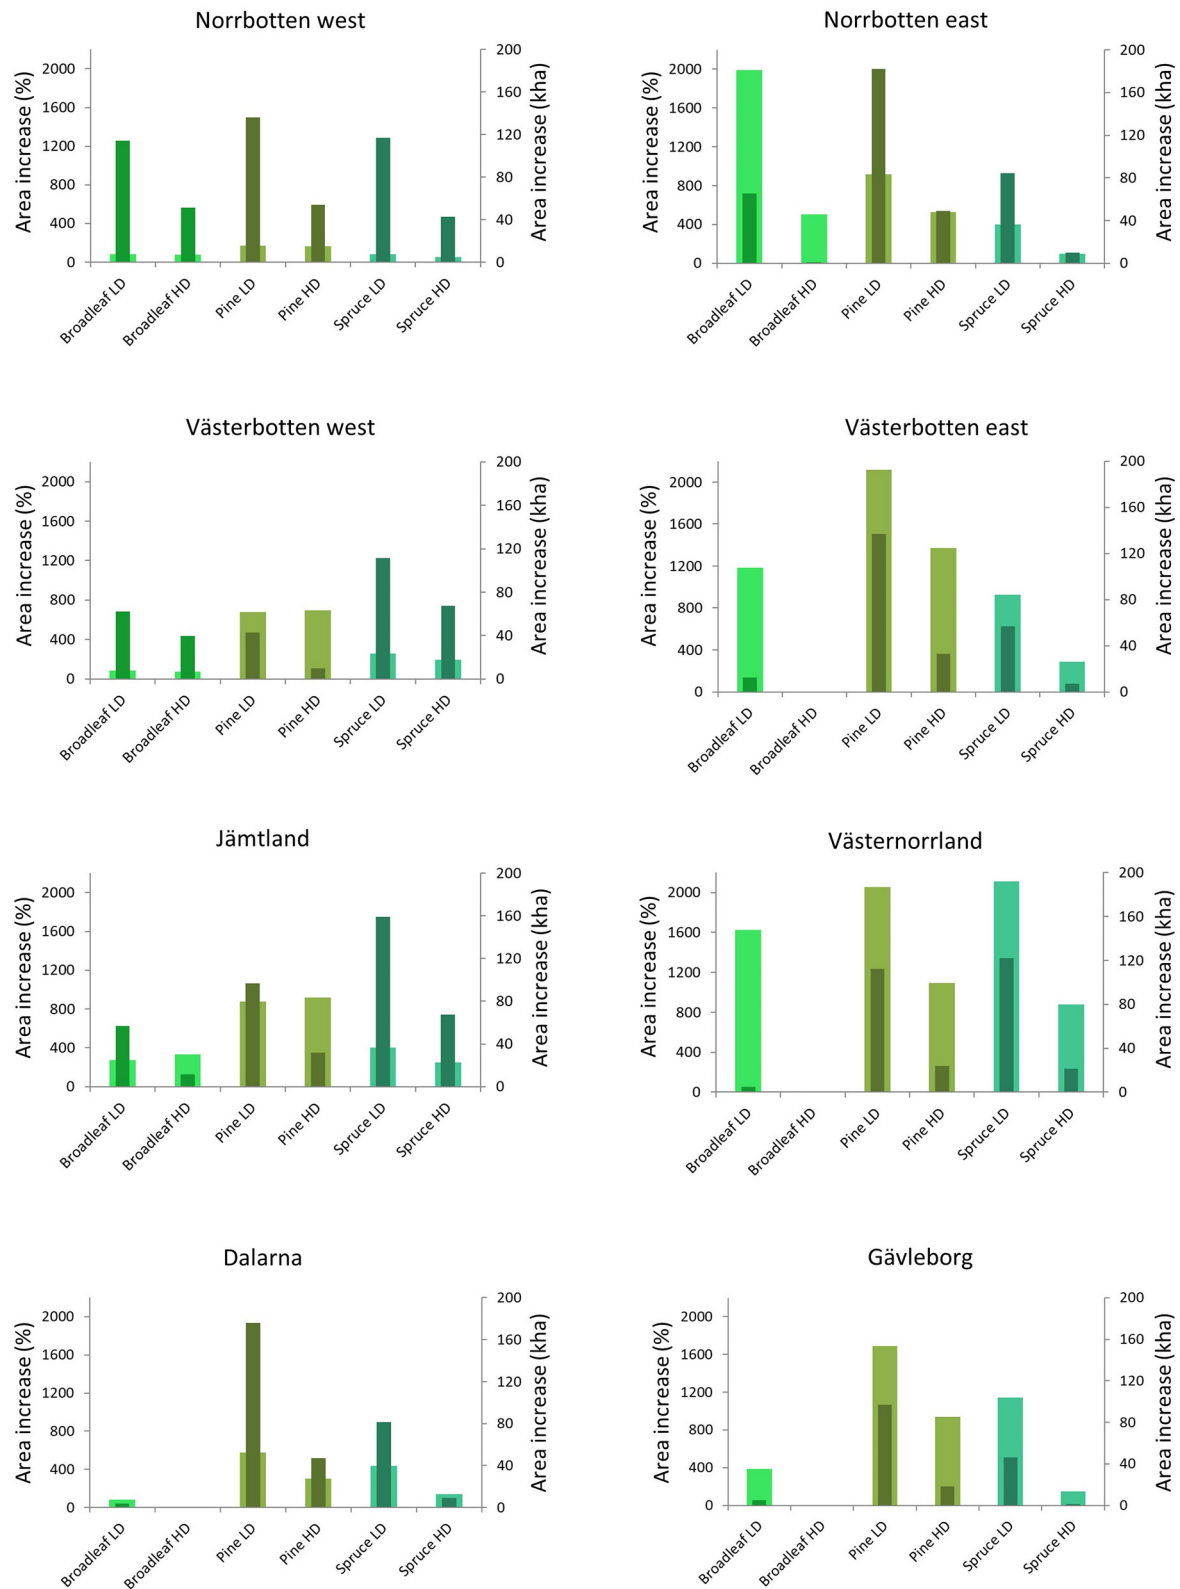 Norrbotten west
Area increase (%)
2000
1600
1200
800
400
0
200
160
120
80
40
0
Area increase (kha)
Broadleaf LD
Broadleaf HD
Pine LD
Pine HD
Spruce LD
Spruce HD
Norrbotten east
Area increase (%)
2000
1600
1200
800
400
0
200
160
120
80
40
0
Area increase (kha)
Broadleaf LD
Broadleaf HD
Pine LD
Pine HD
Spruce LD
Spruce HD
Västerbotten west
Area increase (%)
2000
1600
1200
800
400
0
200
160
120
80
40
0
Area increase (kha)
Broadleaf LD
Broadleaf HD
Pine LD
Pine HD
Spruce LD
Spruce HD
Västerbotten east
Area increase (%)
2000
1600
1200
800
400
0
200
160
120
80
40
0
Area increase (kha)
Broadleaf LD
Broadleaf HD
Pine LD
Pine HD
Spruce LD
Spruce HD
Jämtland
Area increase (%)
2000
1600
1200
800
400
0
200
160
120
80
40
0
Area increase (kha)
Broadleaf LD
Broadleaf HD
Pine LD
Pine HD
Spruce LD
Spruce HD
Västernorrland
Area increase (%)
2000
1600
1200
800
400
0
200
160
120
80
40
0
Area increase (kha)
Broadleaf LD
Broadleaf HD
Pine LD
Pine HD
Spruce LD
Spruce HD
Dalarna
Area increase (%)
2000
1600
1200
800
400
0
200
160
120
80
40
0
Area increase (kha)
Broadleaf LD
Broadleaf HD
Pine LD
Pine HD
Spruce LD
Spruce HD
Gävleborg
Area increase (%)
2000
1600
1200
800
400
0
200
160
120
80
40
0
Area increase (kha)
Broadleaf LD
Broadleaf HD
Pine LD
Pine HD
Spruce LD
Spruce HD